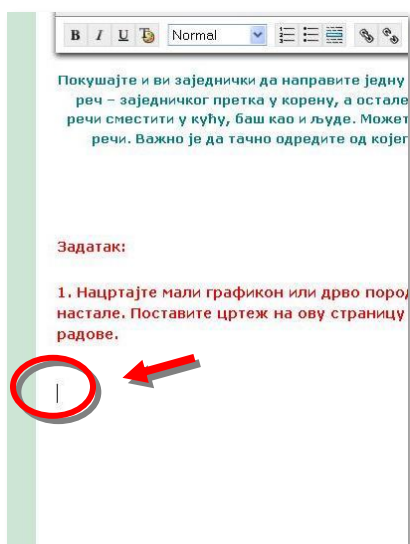 B I U Normal
Покушајте и ви заједнички да направите једну
реч – заједничког претка у корену, а остале
речи сместити у кућу, баш као и људе. Может
речи. Важно је да тачно одредите од којег
Задатак:
1. Нацртајте мали графикон или дрво пород
настале. Поставите цртеж на ову страницу
радове.